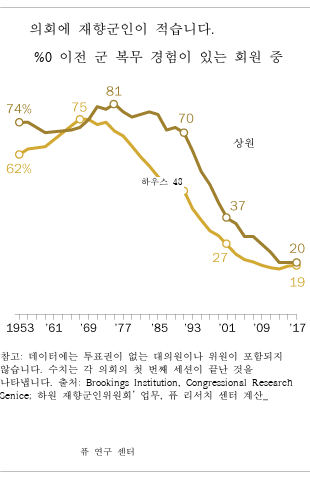 의회에 재향군인이 적습니다.
%0 이전 군 복무 경험이 있는 회원 중
81
75
74%
70
상원
62%
하우스 48
37
27
20
19
1953 '61 '69 '77 '85 '93 '01 '09 '17
참고: 데이터에는 투표권이 없는 대의원이나 위원이 포함되지
않습니다. 수치는 각 의회의 첫 번째 세션이 끝난 것을
나타냅니다. 출처: Brookings Institution, Congressional Research
Genice; 하원 재향군인위원회' 업무, 퓨 리서치 센터 계산_
퓨 연구 센터